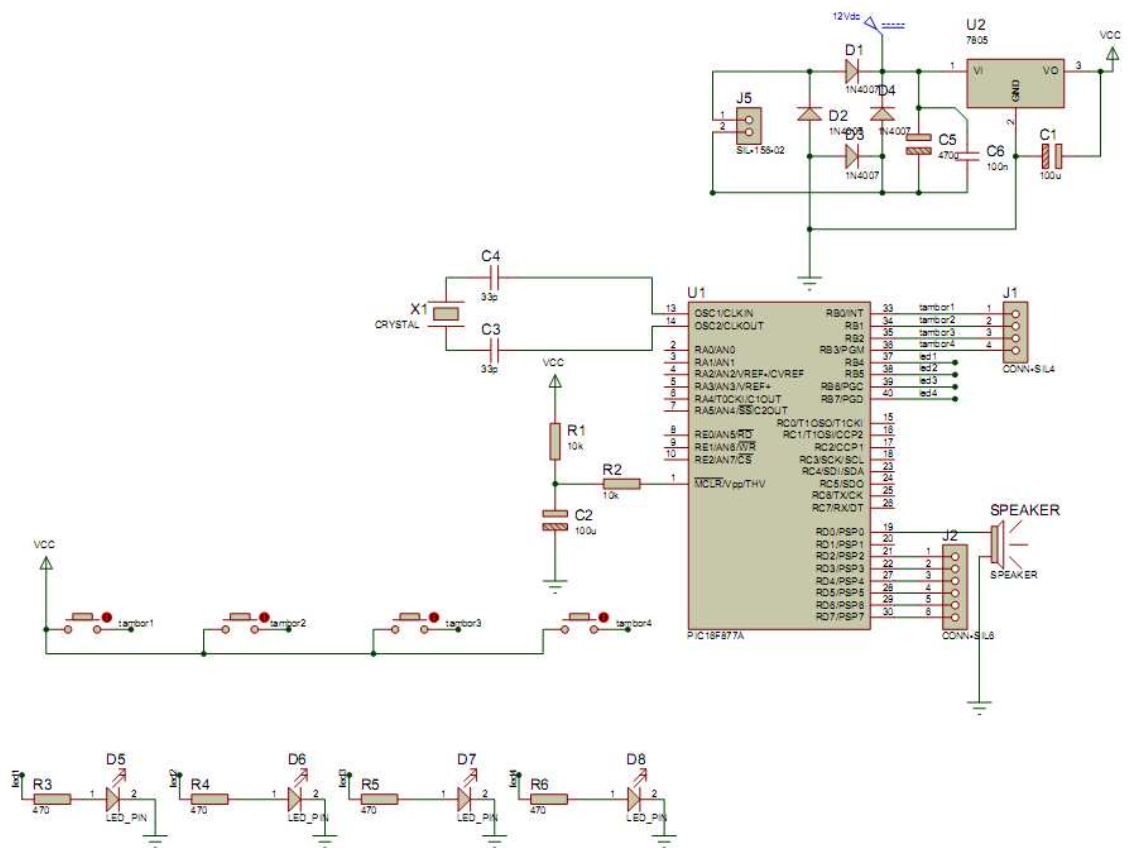 12Vdc
U2
7805
VCC
D1
1 VI VO 3
GND
2
1N4007
J5
1
2
SIL-156-02
D2
D4
1N4007
D3
1N4007
C5
C6
100n
C1
100u
C4
33p
X1
CRYSTAL
C3
33p
U1
13 OSC1/CLKIN RB0/INT 33 tambor1 1
14 OSC2/CLKOUT RB1 34 tambor2 2
RB2 35 tambor3 3
2 RA0/AN0 RB3/PGM 36 tambor4 4
3 RA1/AN1 RB4 37 led1
4 RA2/AN2/VREF-/CVREF RB5 38 led2
5 RA3/AN3/VREF+ RB6/PGC 39 led3
6 RA4/T0CKI/C1OUT RB7/PGD 40 led4
7 RA5/AN4/SS/C2OUT
J1
CONN-SIL4
RC0/T1OSO/T1CKI 15
8 RE0/AN5/RD RC1/T1OSI/CCP2 16
9 RE1/AN6/WR RC2/CCP1 17
10 RE2/AN7/CS RC3/SCK/SCL 18
RC4/SDI/SDA 23
1 MCLR/Vpp/THV RC5/SDO 24
RC6/TX/CK 25
RC7/RX/DT 26
RD0/PSP0 19
RD1/PSP1 20
RD2/PSP2 21 1
RD3/PSP3 22 2
RD4/PSP4 27 3
RD5/PSP5 28 4
RD6/PSP6 29 5
RD7/PSP7 30 6
J2
CONN-SIL6
PIC16F877A
SPEAKER
SPEAKER
VCC
R1
10k
R2
10k
C2
100u
VCC
tambor1
tambor2
tambor3
tambor4
led1
R3
470
D5
1 2
LED_PIN
led2
R4
470
D6
1 2
LED_PIN
led3
R5
470
D7
1 2
LED_PIN
led4
R6
470
D8
1 2
LED_PIN